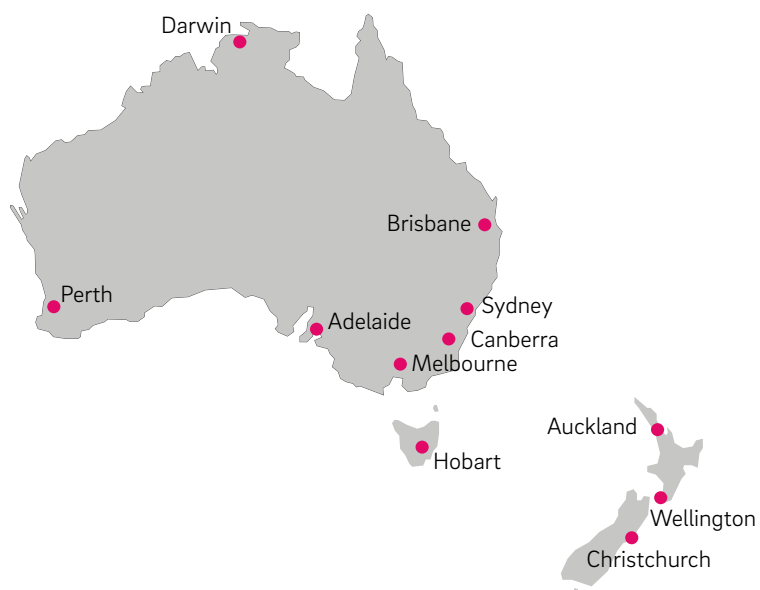 Darwin
Brisbane
Perth
Sydney
Adelaide
Canberra
Melbourne
Auckland
Hobart
Wellington
Christchurch